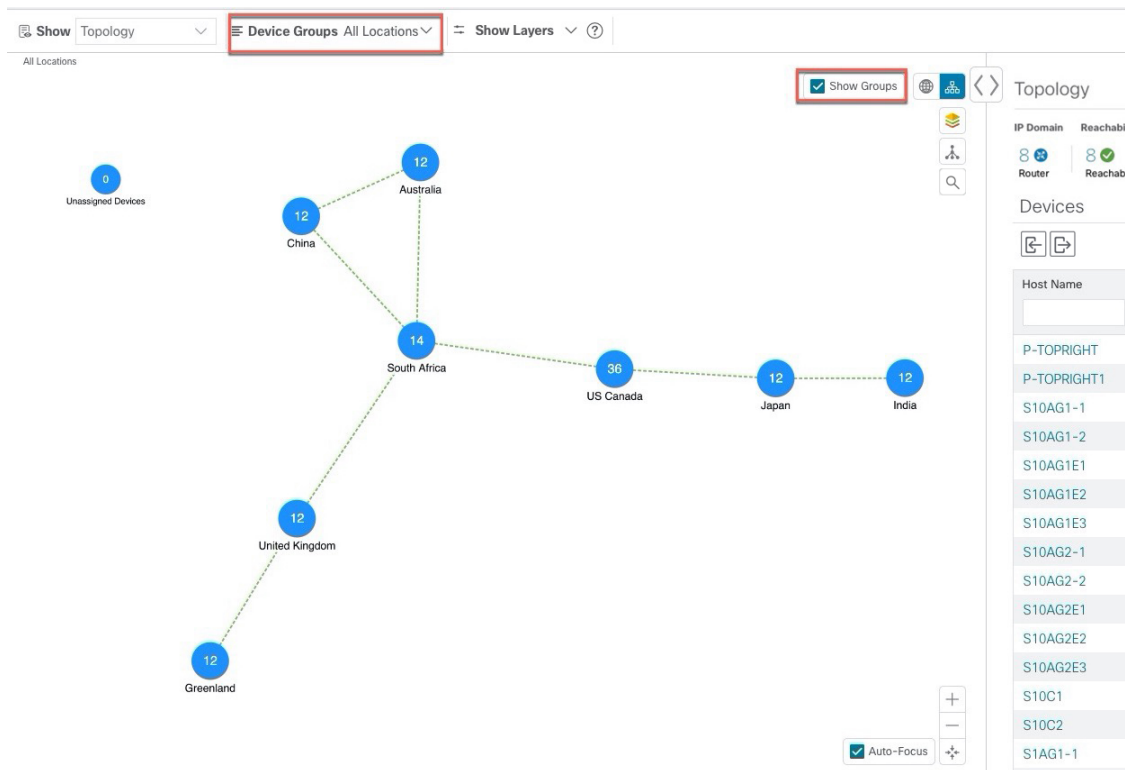 Show Topology Device Groups All Locations Show Layers ?
All Locations
Show Groups
Topology
IP Domain Reachabi
8 8
Router Reachab
Devices
Host Name
P-TOPRIGHT
P-TOPRIGHT1
S10AG1-1
S10AG1-2
S10AG1E1
S10AG1E2
S10AG1E3
S10AG2-1
S10AG2-2
S10AG2E1
S10AG2E2
S10AG2E3
S10C1
S10C2
S1AG1-1
0
Unassigned Devices
12
Australia
12
China
14
South Africa
36
US Canada
12
Japan
12
India
12
United Kingdom
12
Greenland
Auto-Focus